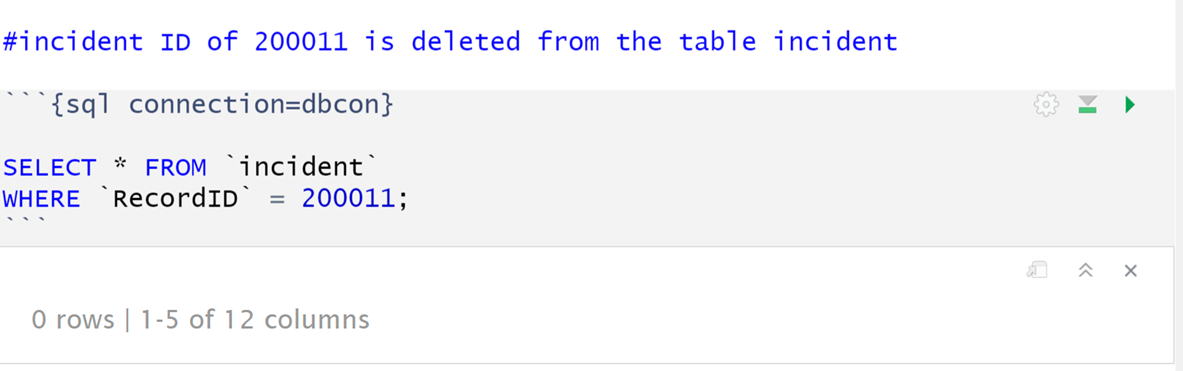 #incident ID of 200011 is deleted from the table incident
```{sql connection=dbcon}
SELECT * FROM `incident`
WHERE `RecordID` = 200011;
```
0 rows | 1-5 of 12 columns